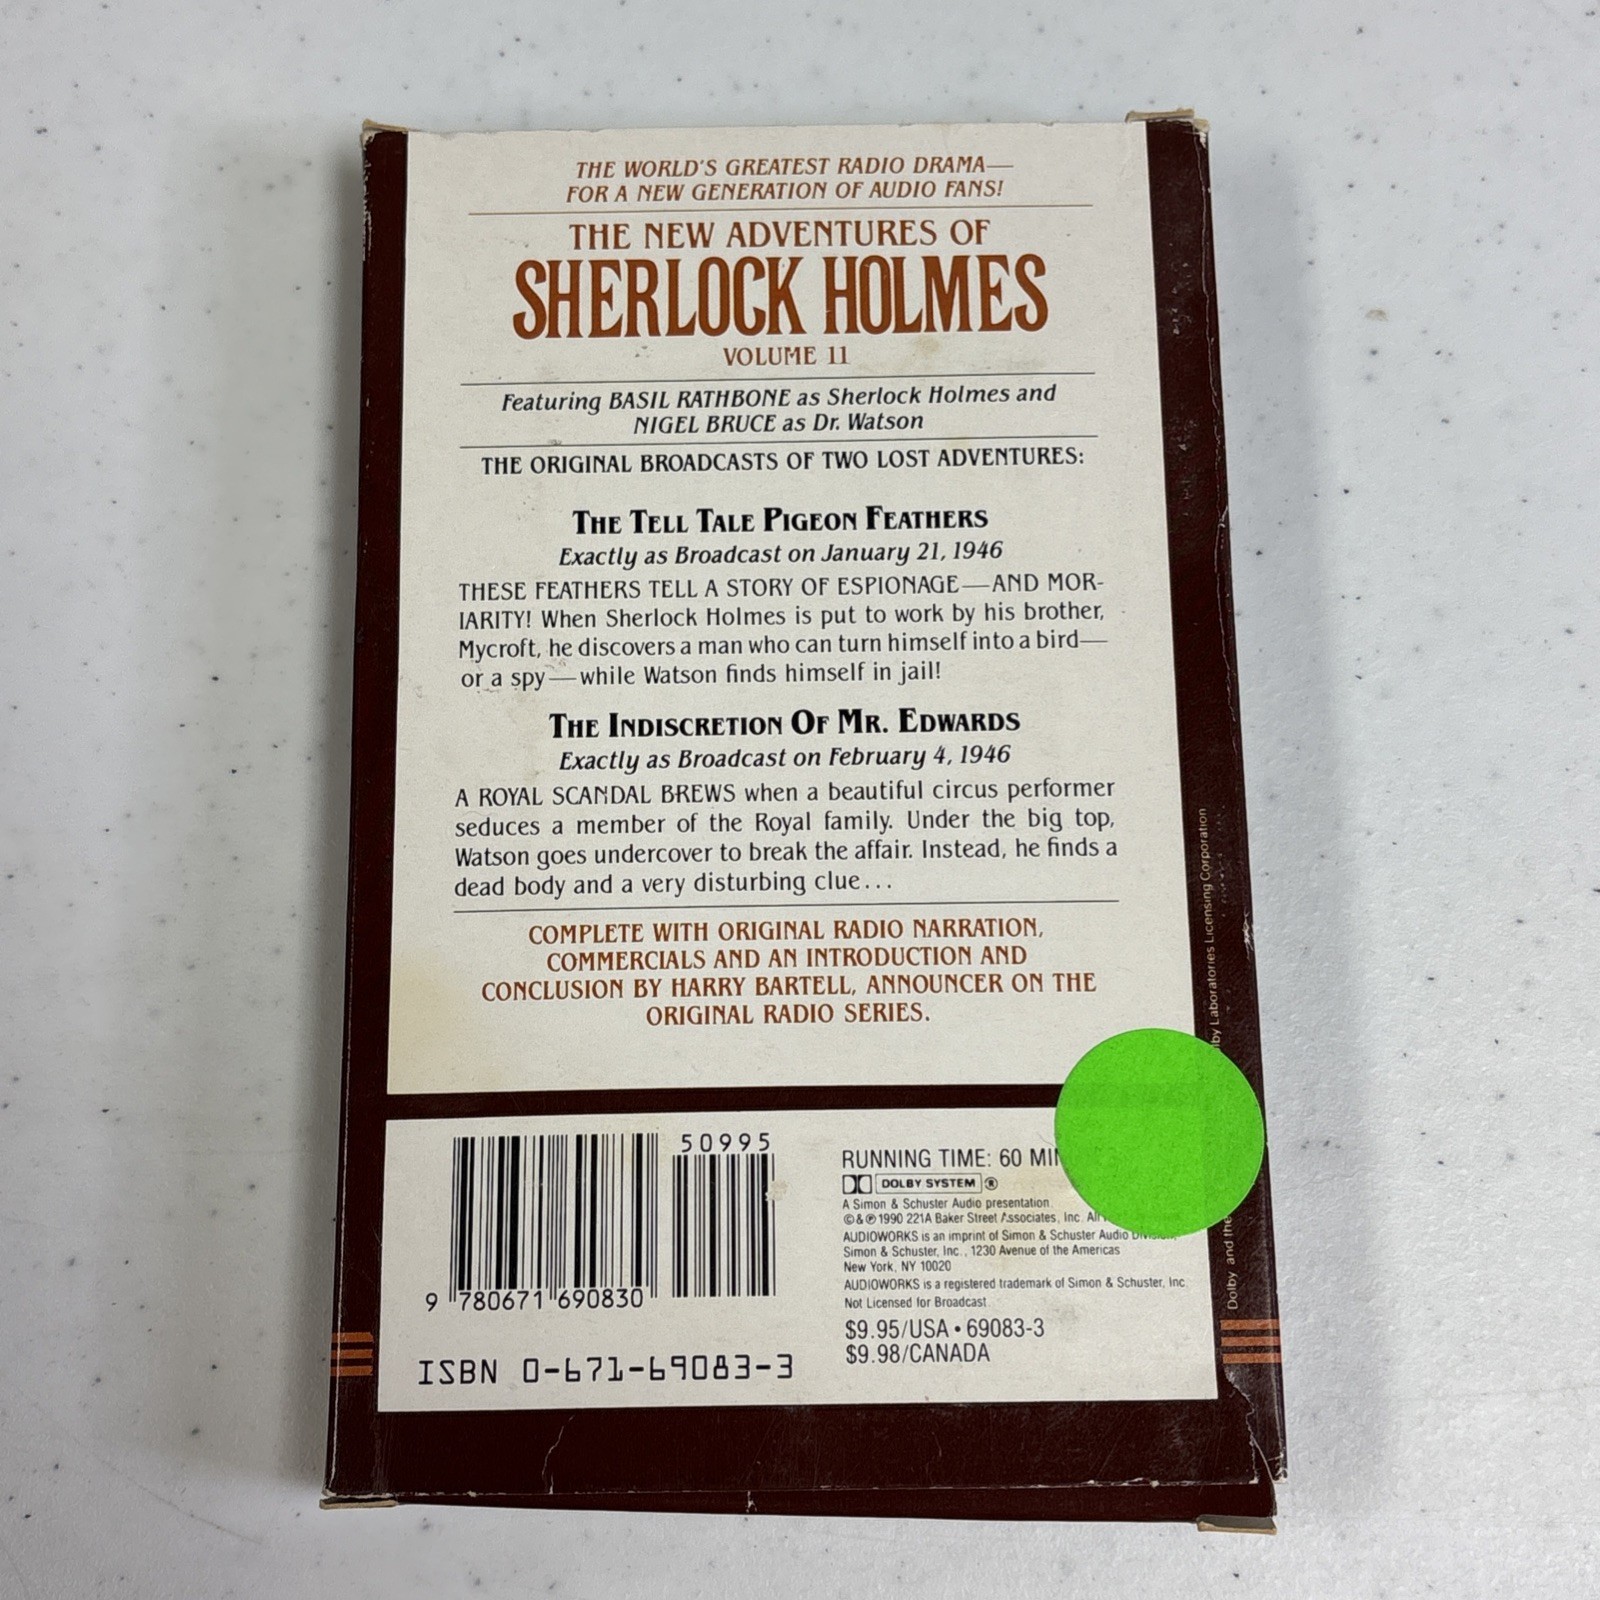 THE WORLD'S GREATEST RADIO DRAMA—
FOR A NEW GENERATION OF AUDIO FANS!
THE NEW ADVENTURES OF
SHERLOCK HOLMES
VOLUME 11
Featuring BASIL RATHBONE as Sherlock Holmes and
NIGEL BRUCE as Dr. Watson
THE ORIGINAL BROADCASTS OF TWO LOST ADVENTURES:
THE TELL TALE PIGEON FEATHERS
Exactly as Broadcast on January 21, 1946
THESE FEATHERS TELL A STORY OF ESPIONAGE—AND MOR-
IARITY! When Sherlock Holmes is put to work by his brother,
Mycroft, he discovers a man who can turn himself into a bird—
or a spy—while Watson finds himself in jail!
THE INDISCRETION OF MR. EDWARDS
Exactly as Broadcast on February 4, 1946
A ROYAL SCANDAL BREWS when a beautiful circus performer
seduces a member of the Royal family. Under the big top,
Watson goes undercover to break the affair. Instead, he finds a
dead body and a very disturbing clue...
COMPLETE WITH ORIGINAL RADIO NARRATION,
COMMERCIALS AND AN INTRODUCTION AND
CONCLUSION BY HARRY BARTELL, ANNOUNCER ON THE
ORIGINAL RADIO SERIES.
50995
9 780671 690830
ISBN 0-671-69083-3
RUNNING TIME: 60
DOLBY SYSTEM ®
A Simon & Schuster Audio presentation.
©&℗ 1990 221A Baker Street Associates, Inc.
AUDIOWORKS is an imprint of Simon & Schuster Audio
Simon & Schuster, Inc., 1230 Avenue of the Americas
New York, NY 10020
AUDIOWORKS is a registered trademark of Simon & Schuster, Inc.
Not Licensed for Broadcast
$9.95/USA • 69083-3
$9.98/CANADA
Dolby and the
Laboratories Licensing Corporation